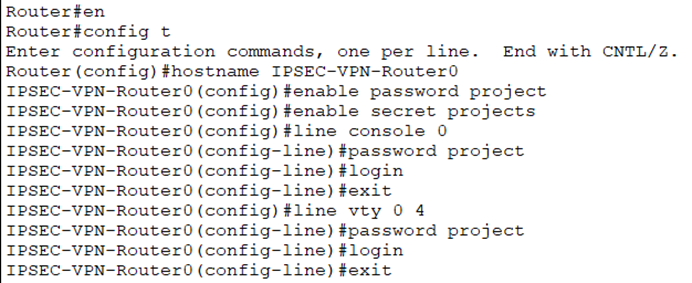 Router#en
Router#config t
Enter configuration commands, one per line.  End with CNTL/Z.
Router(config)#hostname IPSEC-VPN-Router0
IPSEC-VPN-Router0(config)#enable password project
IPSEC-VPN-Router0(config)#enable secret projects
IPSEC-VPN-Router0(config)#line console 0
IPSEC-VPN-Router0(config-line)#password project
IPSEC-VPN-Router0(config-line)#login
IPSEC-VPN-Router0(config-line)#exit
IPSEC-VPN-Router0(config)#line vty 0 4
IPSEC-VPN-Router0(config-line)#password project
IPSEC-VPN-Router0(config-line)#login
IPSEC-VPN-Router0(config-line)#exit